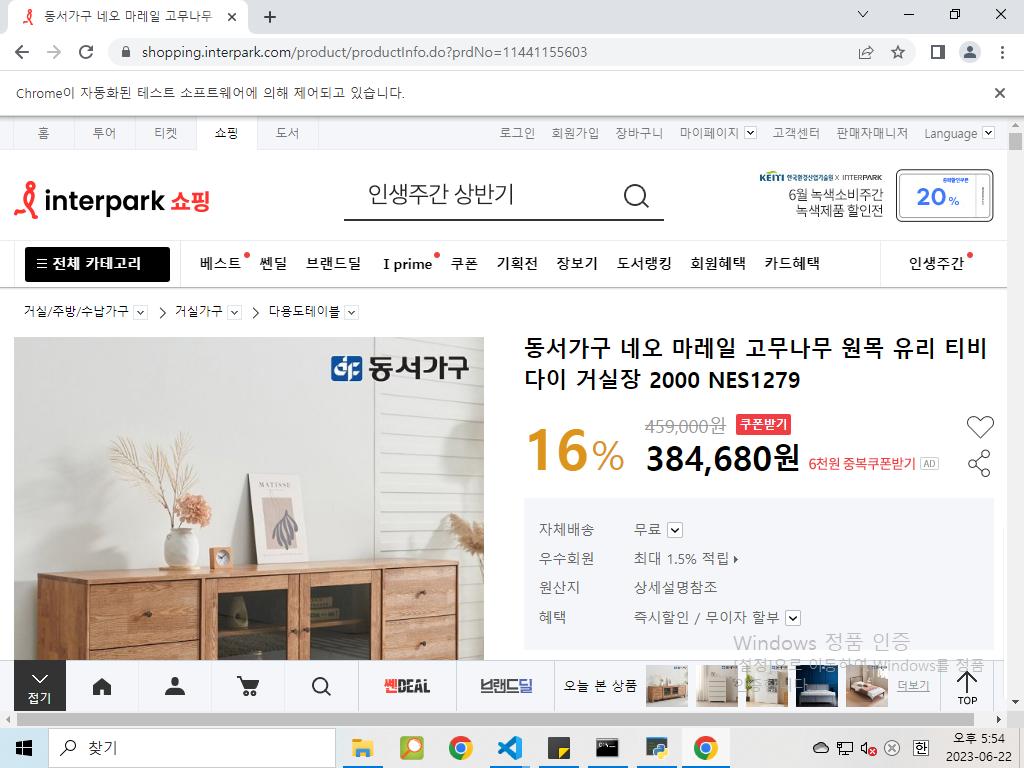 동서가구 네오 마레일 고무나무
shopping.interpark.com/product/productInfo.do?prdNo=11441155603
Chrome이 자동화된 테스트 소프트웨어에 의해 제어되고 있습니다.
홈 투어 티켓 쇼핑 도서 로그인 회원가입 장바구니 마이페이지 고객센터 판매자매니저 Language
interpark 쇼핑
인생주간 상반기
KEITI 한국환경산업기술원 X INTERPARK
6월 녹색소비주간
녹색제품 할인전
중복할인쿠폰
20%
전체 카테고리 베스트 쎈딜 브랜드딜 I prime 쿠폰 기획전 장보기 도서랭킹 회원혜택 카드혜택 인생주간
거실/주방/수납가구 거실가구 다용도테이블
동서가구
MATISSE
동서가구 네오 마레일 고무나무 원목 유리 티비
다이 거실장 2000 NES1279
16%
459,000원 쿠폰받기
384,680원 6천원 중복쿠폰받기 AD
자체배송 무료
우수회원 최대 1.5% 적립
원산지 상세설명참조
혜택 즉시할인 / 무이자 할부
Windows 정품 인증
[설정]으로 이동하여 Windows를 정품
접기
쎈DEAL
브랜드딜
오늘 본 상품
더보기
TOP
찾기
한
오후 5:54
2023-06-22